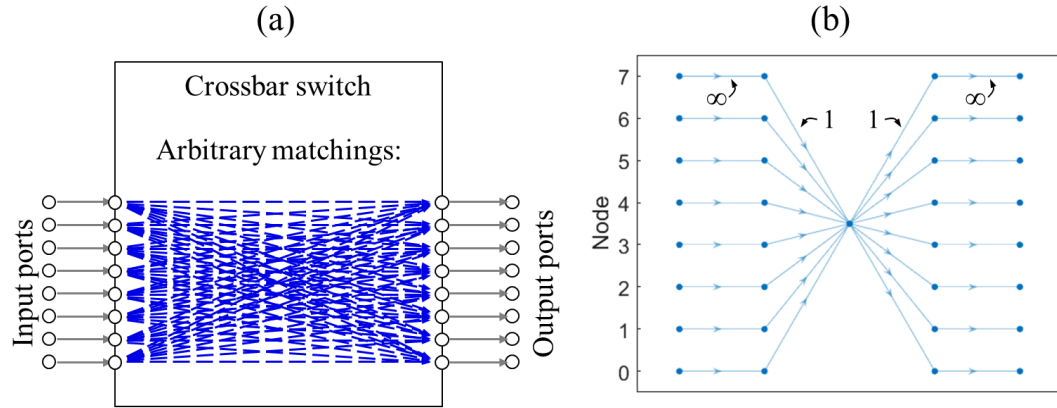 (a)
Crossbar switch
Arbitrary matchings:
Input ports
Output ports
(b)
Node
7
6
5
4
3
2
1
0
∞
1
1
∞